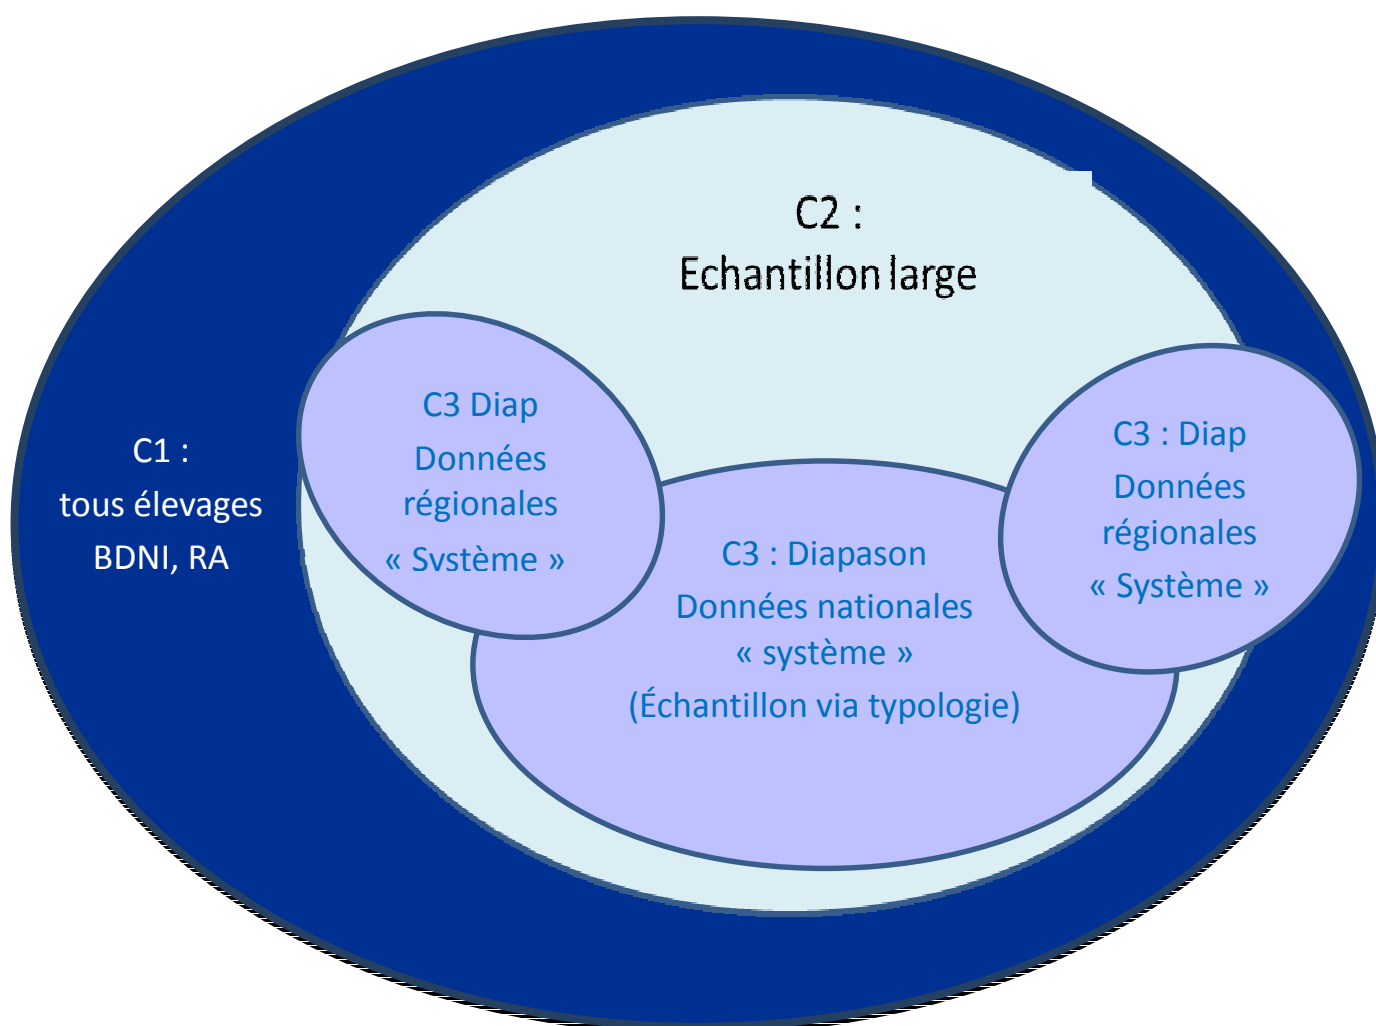 C2 :
Echantillon large
C3 Diap
Données
régionales
« Système »
C3 : Diap
Données
régionales
« Système »
C1 :
tous élevages
BDNI, RA
C3 : Diapason
Données nationales
« système »
(Échantillon via typologie)